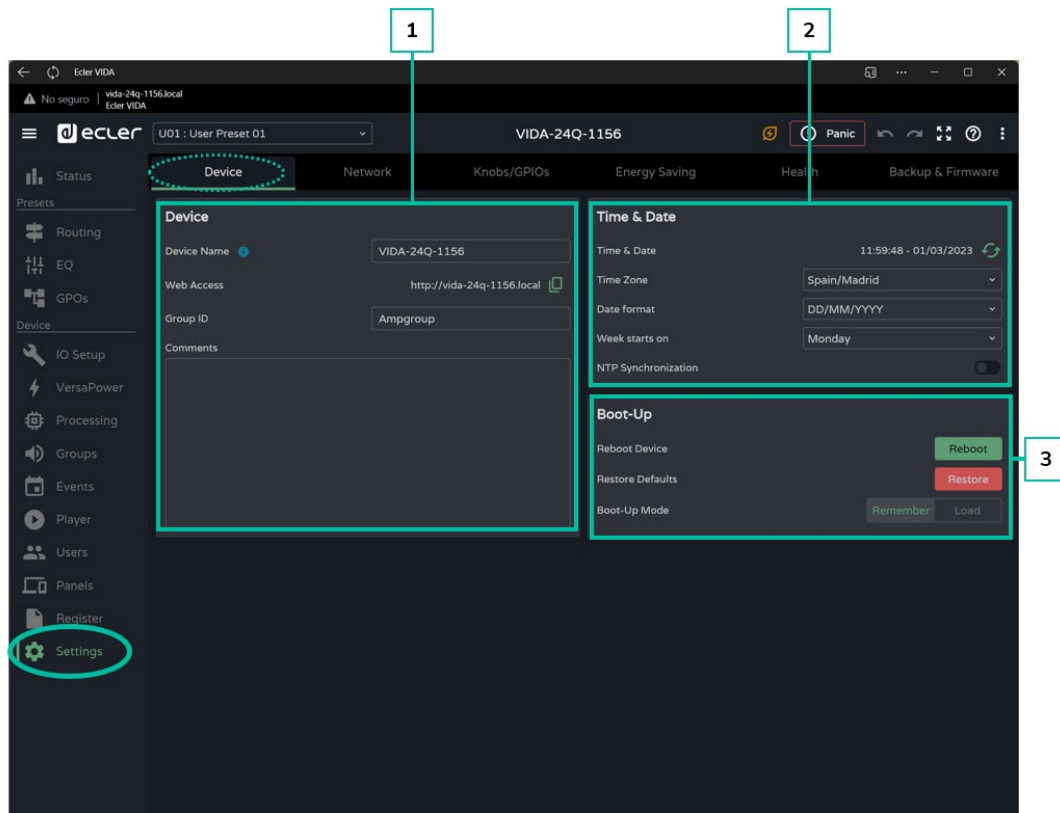 1
2
Ecler VIDA
No seguro
vida-24q-1156.local
Ecler VIDA
ecler
U01 : User Preset 01
VIDA-24Q-1156
Panic
Status
Device
Network
Knobs/GPIOs
Energy Saving
Health
Backup & Firmware
Presets
Routing
EQ
GPOs
Device
IO Setup
VersaPower
Processing
Groups
Events
Player
Users
Panels
Register
Settings
Device
Device Name
VIDA-24Q-1156
Web Access
http://vida-24q-1156.local
Group ID
Ampgroup
Comments
Time & Date
Time & Date
11:59:48 - 01/03/2023
Time Zone
Spain/Madrid
Date format
DD/MM/YYYY
Week starts on
Monday
NTP Synchronization
Boot-Up
Reboot Device
Reboot
Restore Defaults
Restore
Boot-Up Mode
Remember
Load
3